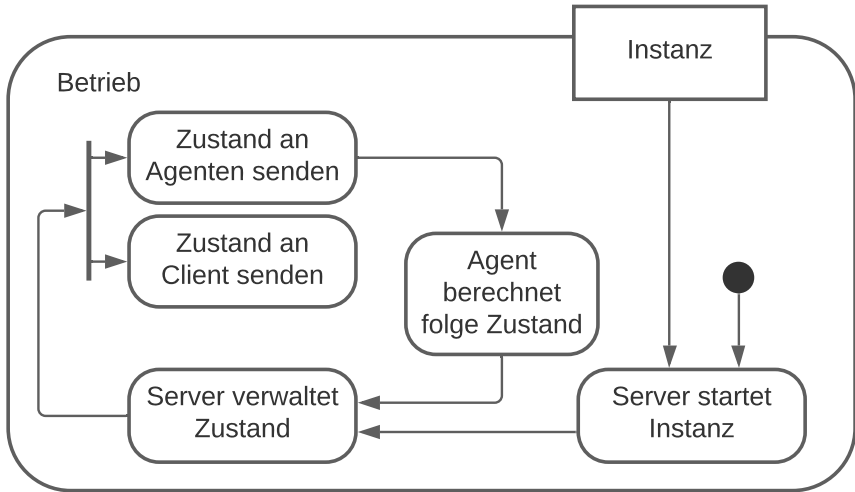 Instanz
Betrieb
Zustand an
Agenten senden
Zustand an
Client senden
Agent
berechnet
folge Zustand
Server verwaltet
Zustand
Server startet
Instanz